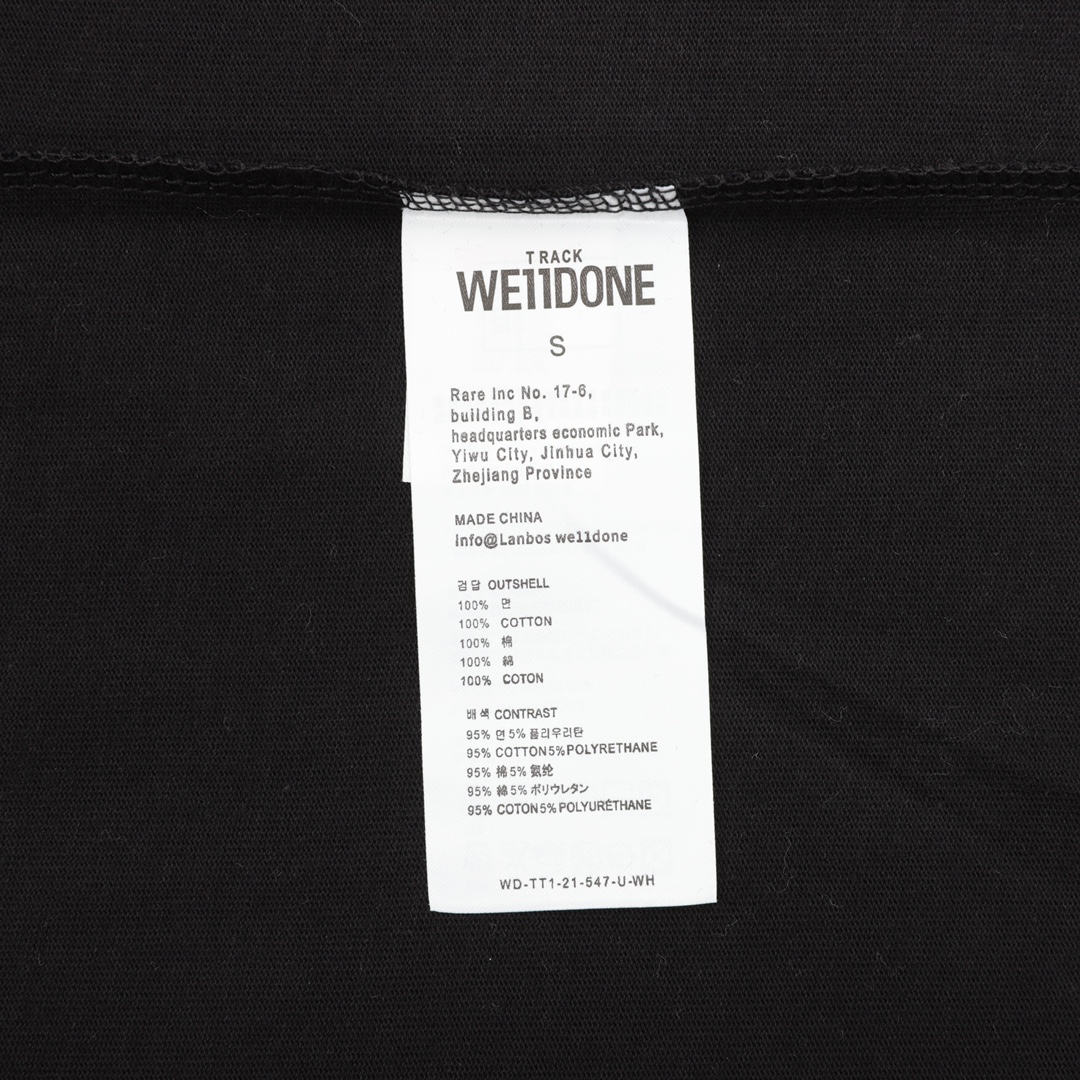 TRACK
WE11DONE
S
Rare Inc No. 17-6,
building B,
headquarters economic Park,
Yiwu City, Jinhua City,
Zhejiang Province
MADE CHINA
Info@Lanbos we11done
검답 OUTSHELL
100% 면
100% COTTON
100% 棉
100% 綿
100% COTON
배색 CONTRAST
95% 면 5% 폴리우리탄
95% COTTON 5% POLYRETHANE
95% 棉 5% 氨纶
95% 綿 5% ポリウレタン
95% COTON 5% POLYURÉTHANE
WD-TT1-21-547-U-WH